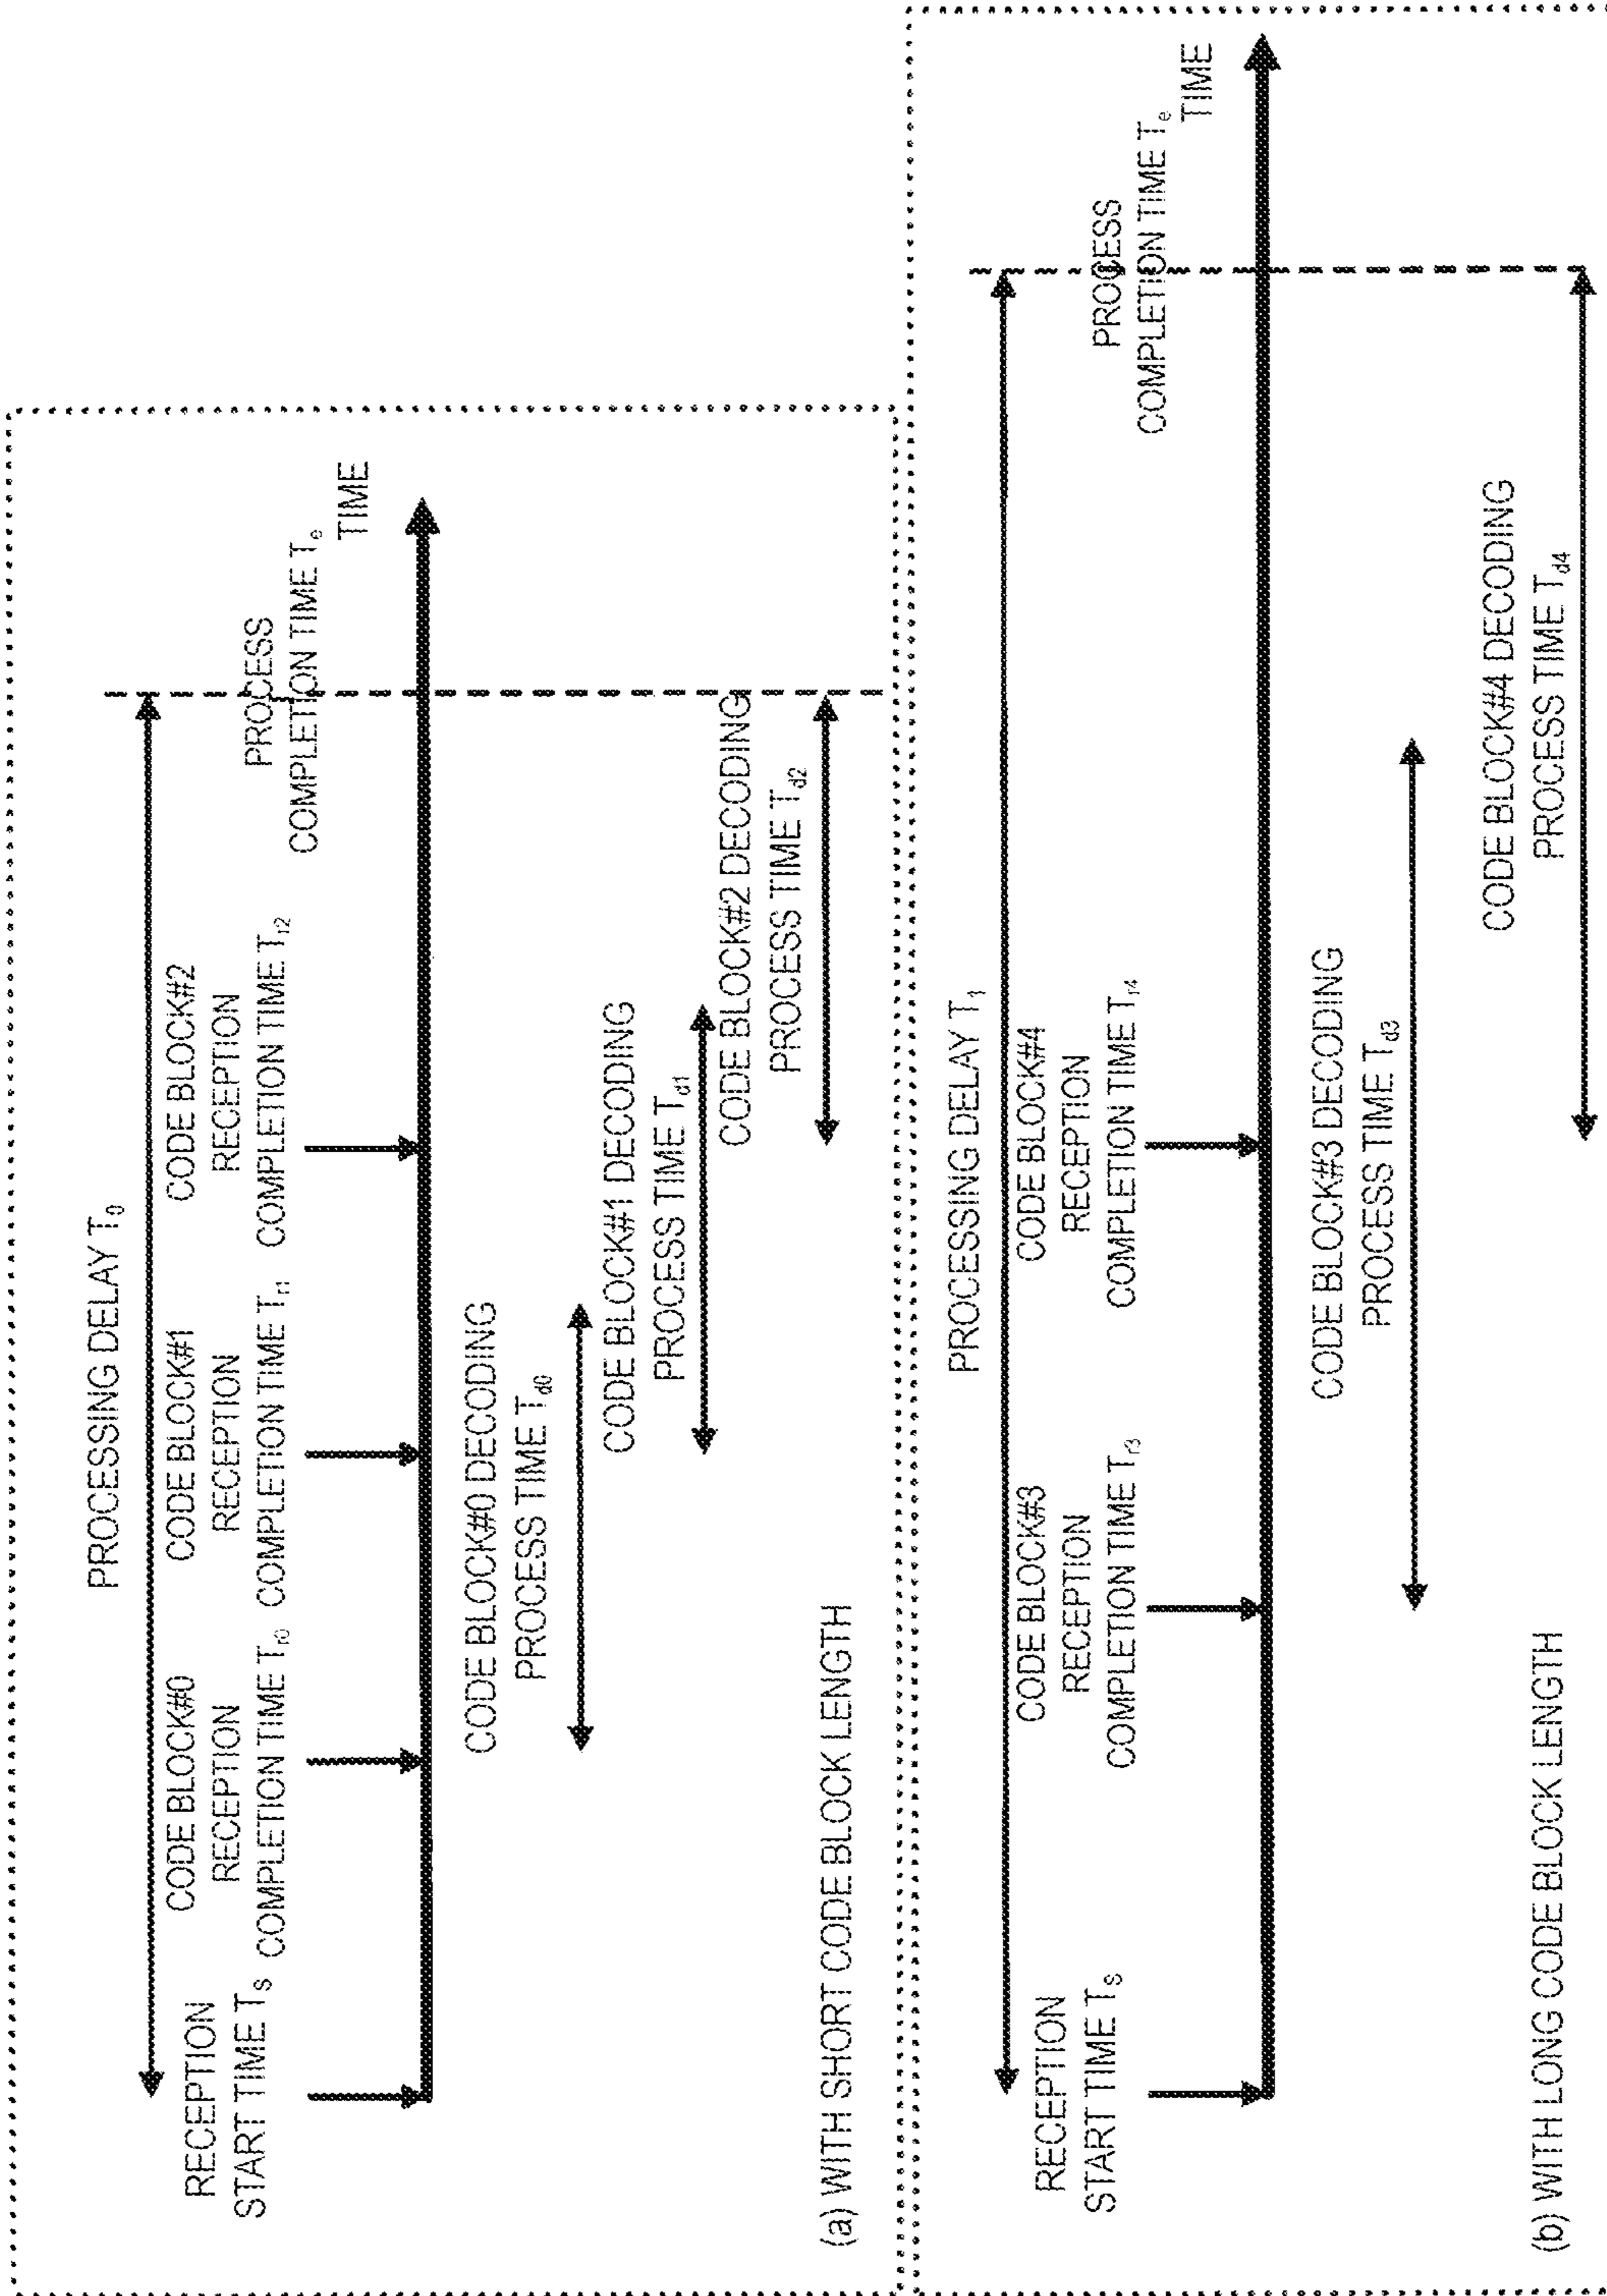 PROCESSING DELAY T0
RECEPTION
START TIME TS
CODE BLOCK#0
RECEPTION
COMPLETION TIME Tr0
CODE BLOCK#1
RECEPTION
COMPLETION TIME Tr1
CODE BLOCK#2
RECEPTION
COMPLETION TIME Tr2
PROCESS
COMPLETION TIME Te
TIME
CODE BLOCK#0 DECODING
PROCESS TIME Td0
CODE BLOCK#1 DECODING
PROCESS TIME Td1
CODE BLOCK#2 DECODING
PROCESS TIME Td2
(a) WITH SHORT CODE BLOCK LENGTH
PROCESSING DELAY T1
RECEPTION
START TIME TS
CODE BLOCK#3
RECEPTION
COMPLETION TIME Tr3
CODE BLOCK#4
RECEPTION
COMPLETION TIME Tr4
PROCESS
COMPLETION TIME Te
TIME
CODE BLOCK#3 DECODING
PROCESS TIME Td3
CODE BLOCK#4 DECODING
PROCESS TIME Td4
(b) WITH LONG CODE BLOCK LENGTH